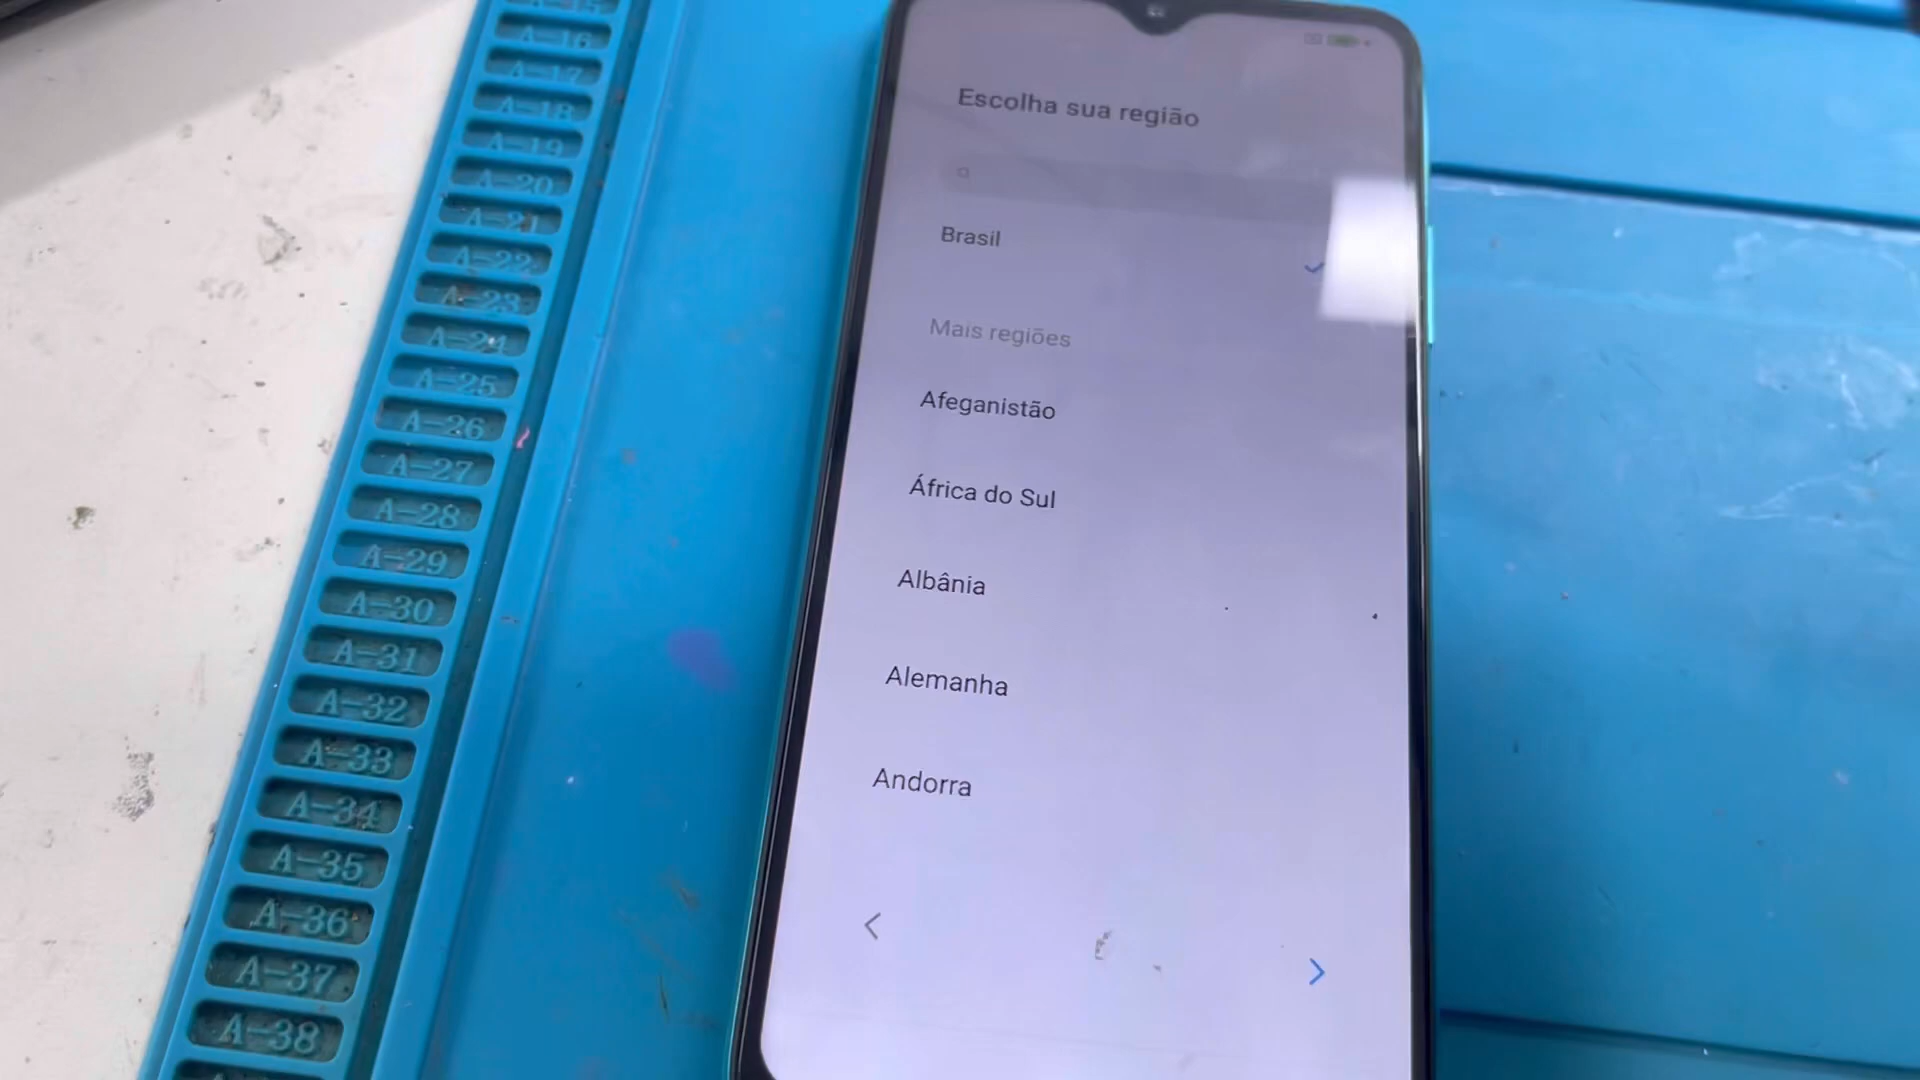 A-15
A-16
A-17
A-18
A-19
A-20
A-21
A-22
A-23
A-24
A-25
A-26
A-27
A-28
A-29
A-30
A-31
A-32
A-33
A-34
A-35
A-36
A-37
A-38
Escolha sua região
Brasil
Mais regiões
Afeganistão
África do Sul
Albânia
Alemanha
Andorra